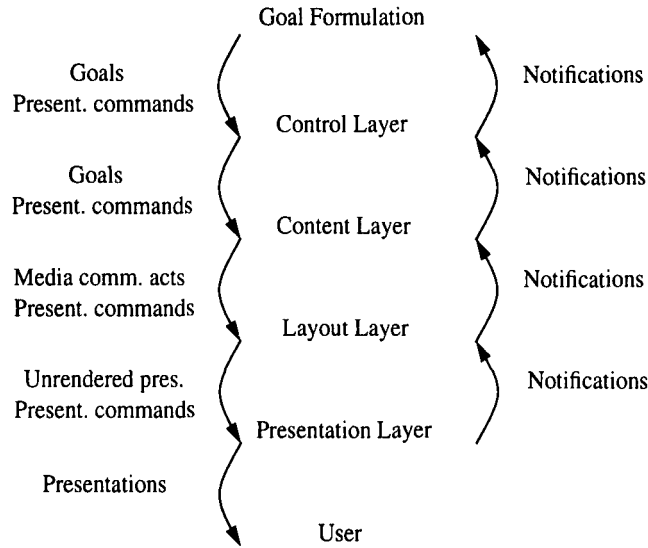 Goal Formulation
Goals
Present. commands
Notifications
Control Layer
Goals
Present. commands
Notifications
Content Layer
Media comm. acts
Present. commands
Notifications
Layout Layer
Unrendered pres.
Present. commands
Notifications
Presentation Layer
Presentations
User